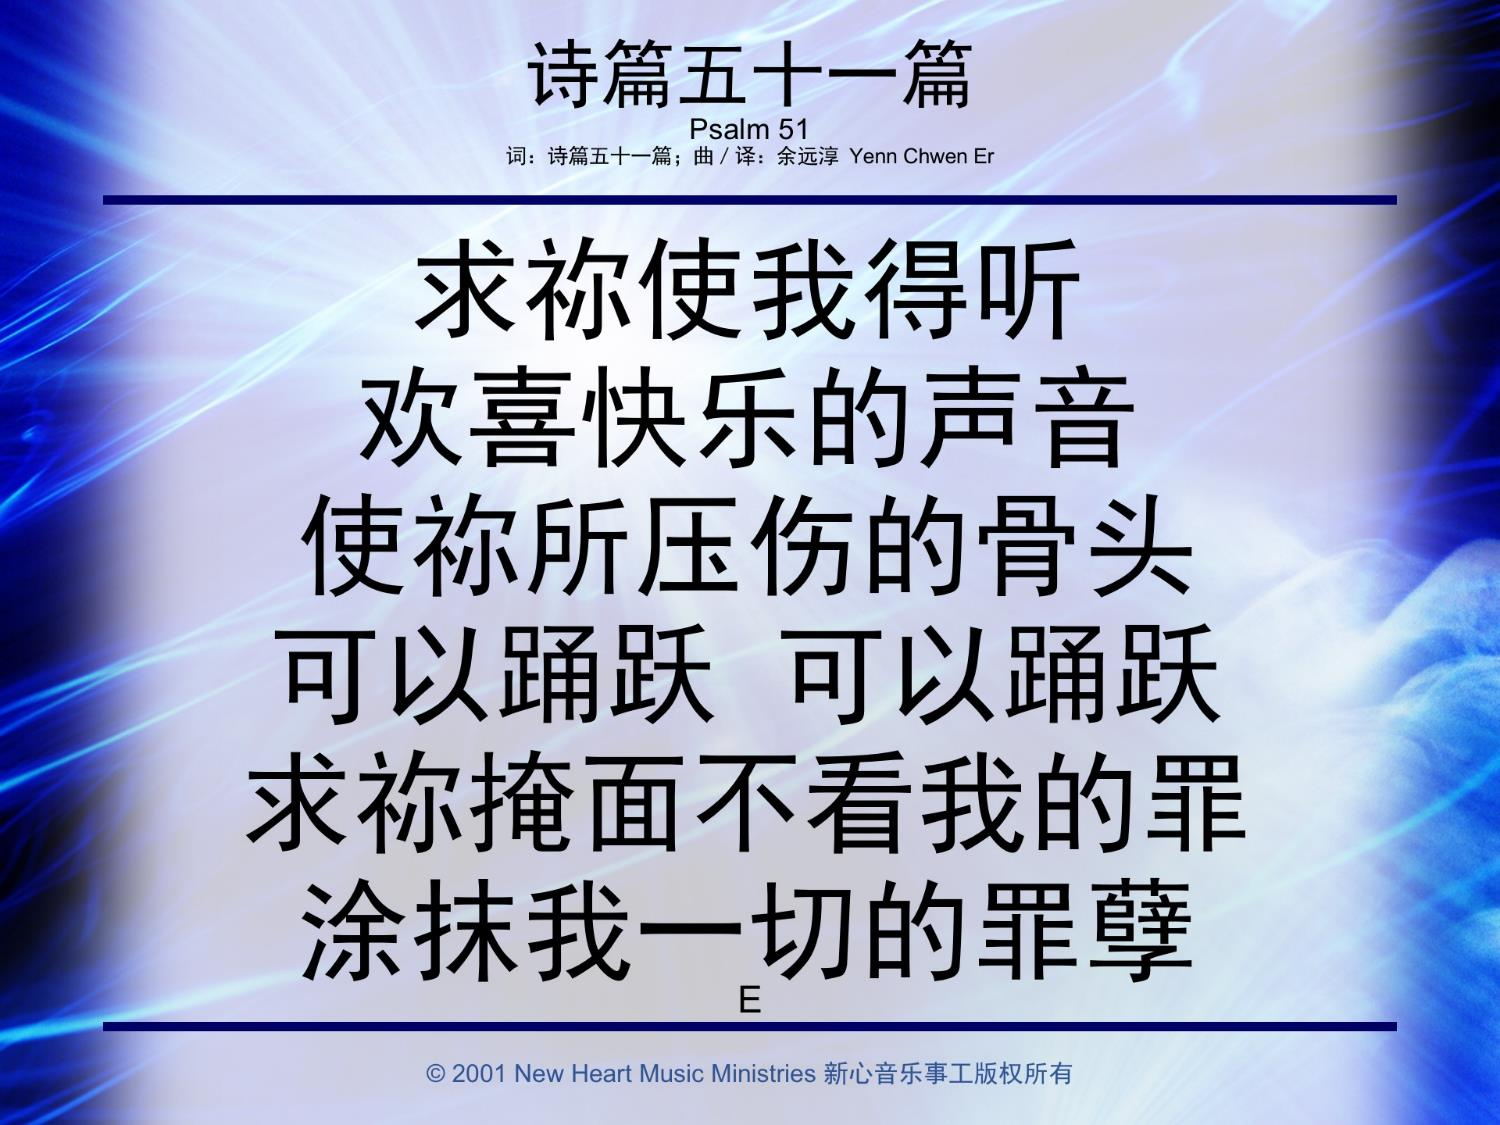 诗篇五十一篇
Psalm 51
词：诗篇五十一篇；曲 / 译：余远淳 Yenn Chwen Er
求祢使我得听
欢喜快乐的声音
使祢所压伤的骨头
可以踊跃 可以踊跃
求祢掩面不看我的罪
涂抹我一切的罪孽
E
© 2001 New Heart Music Ministries 新心音乐事工版权所有